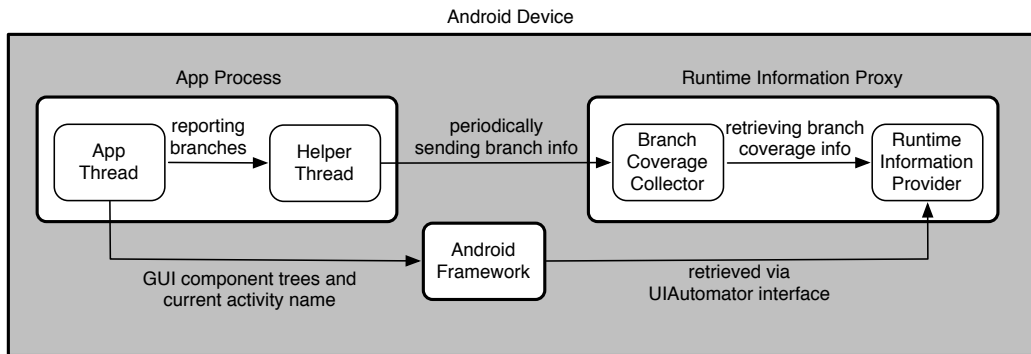 Android Device
App Process
Runtime Information Proxy
App
Thread
reporting
branches
Helper
Thread
periodically
sending branch info
Branch
Coverage
Collector
retrieving branch
coverage info
Runtime
Information
Provider
GUI component trees and
current activity name
Android
Framework
retrieved via
UIAutomator interface